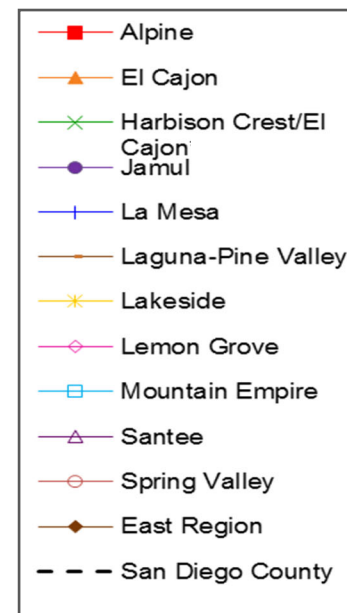 Alpine
El Cajon
Harbison Crest/El
Cajon
Jamul
La Mesa
Laguna-Pine Valley
Lakeside
Lemon Grove
Mountain Empire
Santee
Spring Valley
East Region
San Diego County